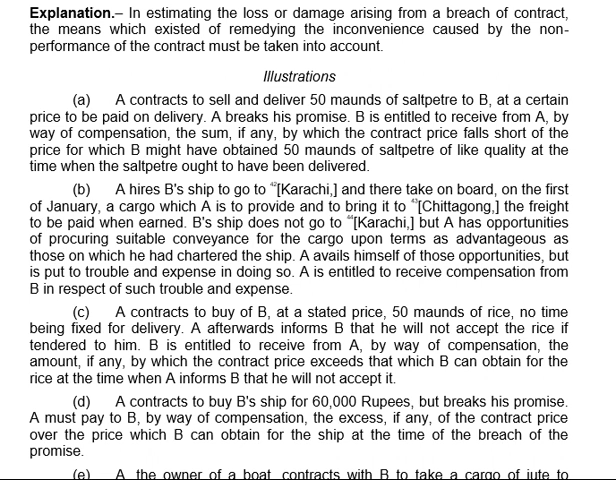 Explanation.– In estimating the loss or damage arising from a breach of contract,
the means which existed of remedying the inconvenience caused by the non-
performance of the contract must be taken into account.
Illustrations
(a) A contracts to sell and deliver 50 maunds of saltpetre to B, at a certain
price to be paid on delivery. A breaks his promise. B is entitled to receive from A, by
way of compensation, the sum, if any, by which the contract price falls short of the
price for which B might have obtained 50 maunds of saltpetre of like quality at the
time when the saltpetre ought to have been delivered.
(b) A hires B's ship to go to [Karachi,] and there take on board, on the first
of January, a cargo which A is to provide and to bring it to [Chittagong,] the freight
to be paid when earned. B's ship does not go to [Karachi,] but A has opportunities
of procuring suitable conveyance for the cargo upon terms as advantageous as
those on which he had chartered the ship. A avails himself of those opportunities, but
is put to trouble and expense in doing so. A is entitled to receive compensation from
B in respect of such trouble and expense.
(c) A contracts to buy of B, at a stated price, 50 maunds of rice, no time
being fixed for delivery. A afterwards informs B that he will not accept the rice if
tendered to him. B is entitled to receive from A, by way of compensation, the
amount, if any, by which the contract price exceeds that which B can obtain for the
rice at the time when A informs B that he will not accept it.
(d) A contracts to buy B's ship for 60,000 Rupees, but breaks his promise.
A must pay to B, by way of compensation, the excess, if any, of the contract price
over the price which B can obtain for the ship at the time of the breach of the
promise.
(e) A the owner of a boat contracts with B to take a cargo of jute to